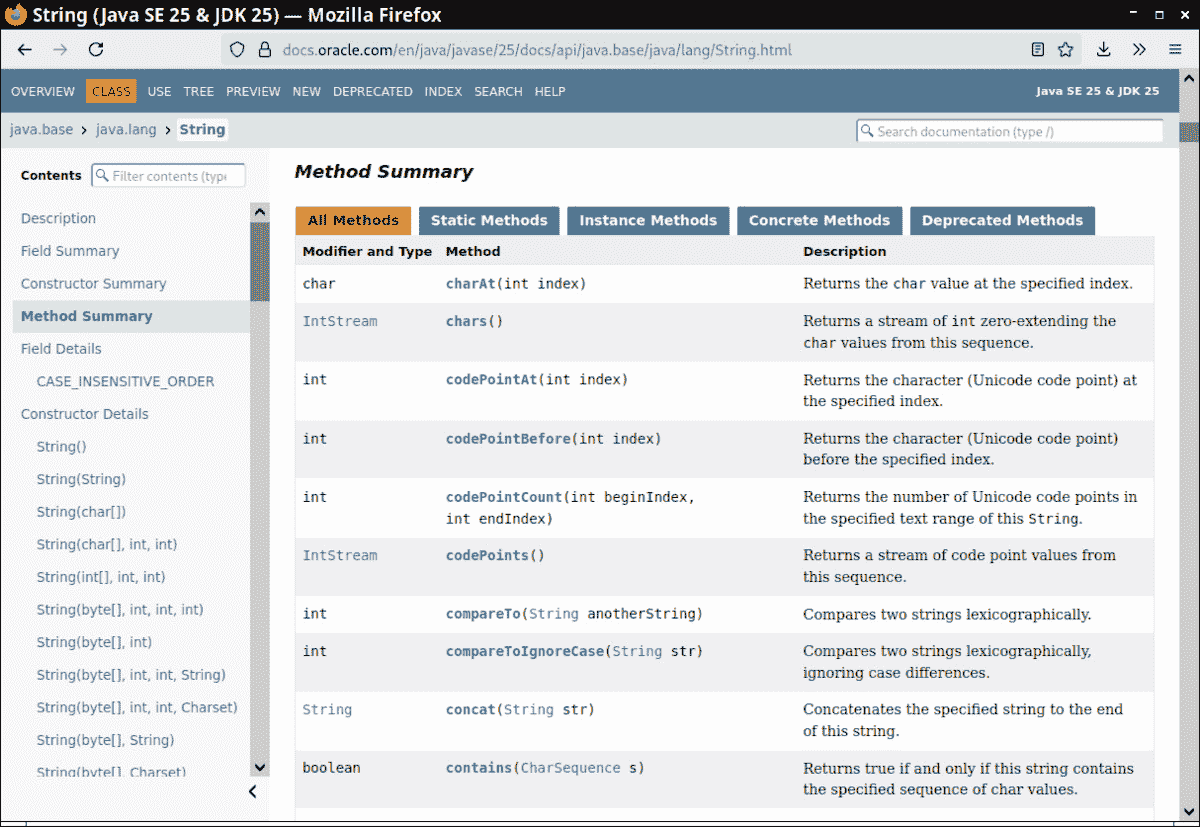 String (Java SE 25 & JDK 25) — Mozilla Firefox
docs.oracle.com/en/java/javase/25/docs/api/java.base/java/lang/String.html
OVERVIEW CLASS USE TREE PREVIEW NEW DEPRECATED INDEX SEARCH HELP Java SE 25 & JDK 25
java.base > java.lang > String
Search documentation (type /)
Contents
Filter contents (type
Description
Field Summary
Constructor Summary
Method Summary
Field Details
CASE_INSENSITIVE_ORDER
Constructor Details
String()
String(String)
String(char[])
String(char[], int, int)
String(int[], int, int)
String(byte[], int, int, int)
String(byte[], int)
String(byte[], int, int, String)
String(byte[], int, int, Charset)
String(byte[], String)
String(byte[], Charset)
Method Summary
All Methods Static Methods Instance Methods Concrete Methods Deprecated Methods
Modifier and Type Method Description
char charAt(int index) Returns the char value at the specified index.
IntStream chars() Returns a stream of int zero-extending the
char values from this sequence.
int codePointAt(int index) Returns the character (Unicode code point) at
the specified index.
int codePointBefore(int index) Returns the character (Unicode code point)
before the specified index.
int codePointCount(int beginIndex, Returns the number of Unicode code points in
int endIndex) the specified text range of this String.
IntStream codePoints() Returns a stream of code point values from
this sequence.
int compareTo(String anotherString) Compares two strings lexicographically.
int compareToIgnoreCase(String str) Compares two strings lexicographically,
ignoring case differences.
String concat(String str) Concatenates the specified string to the end
of this string.
boolean contains(CharSequence s) Returns true if and only if this string contains
the specified sequence of char values.